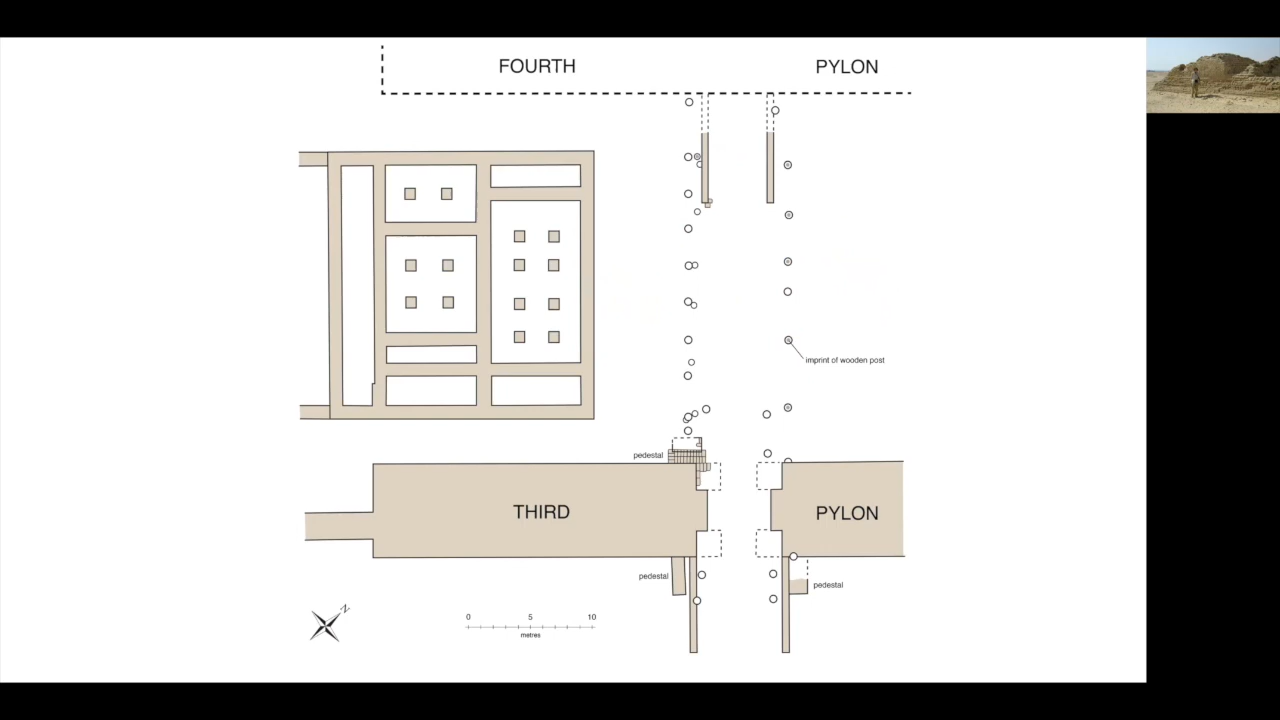 FOURTH PYLON
imprint of wooden post
pedestal
THIRD PYLON
pedestal
pedestal
N
0 5 10
metres